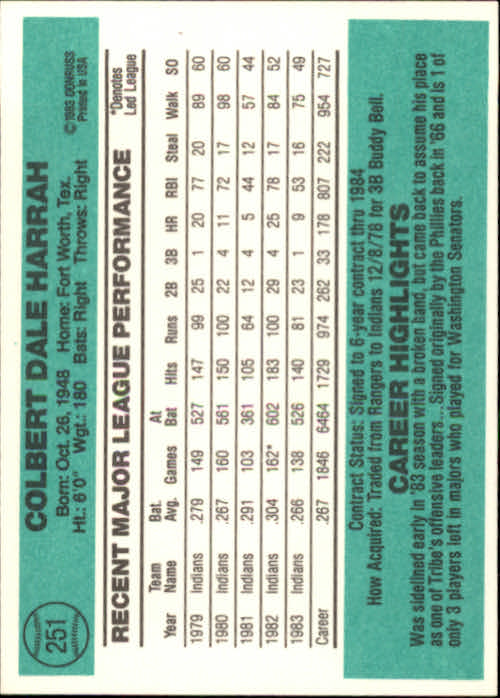 251
COLBERT DALE HARRAH
Born: Oct. 26, 1948 Home: Fort Worth, Tex.
Ht.: 6'0" Wgt.: 180 Bats: Right Throws: Right
©1983 DONRUSS
Printed in USA
RECENT MAJOR LEAGUE PERFORMANCE
*Denotes
Led League
Year Team Name Bat. Avg. Games At Bat Hits Runs 2B 3B HR RBI Steal Walk SO
1979 Indians .279 149 527 147 99 25 1 20 77 20 89 60
1980 Indians .267 160 561 150 100 22 4 11 72 17 98 60
1981 Indians .291 103 361 105 64 12 4 5 44 12 57 44
1982 Indians .304 162* 602 183 100 29 4 25 78 17 84 52
1983 Indians .266 138 526 140 81 23 1 9 53 16 75 49
Career .267 1846 6464 1729 974 262 33 178 807 222 954 727
Contract Status: Signed to 6-year contract thru 1984
How Acquired: Traded from Rangers to Indians 12/8/78 for 3B Buddy Bell.
CAREER HIGHLIGHTS
Was sidelined early in '83 season with a broken hand, but came back to assume his place
as one of Tribe's offensive leaders...Signed originally by the Phillies back in '66 and is 1 of
only 3 players left in majors who played for Washington Senators.